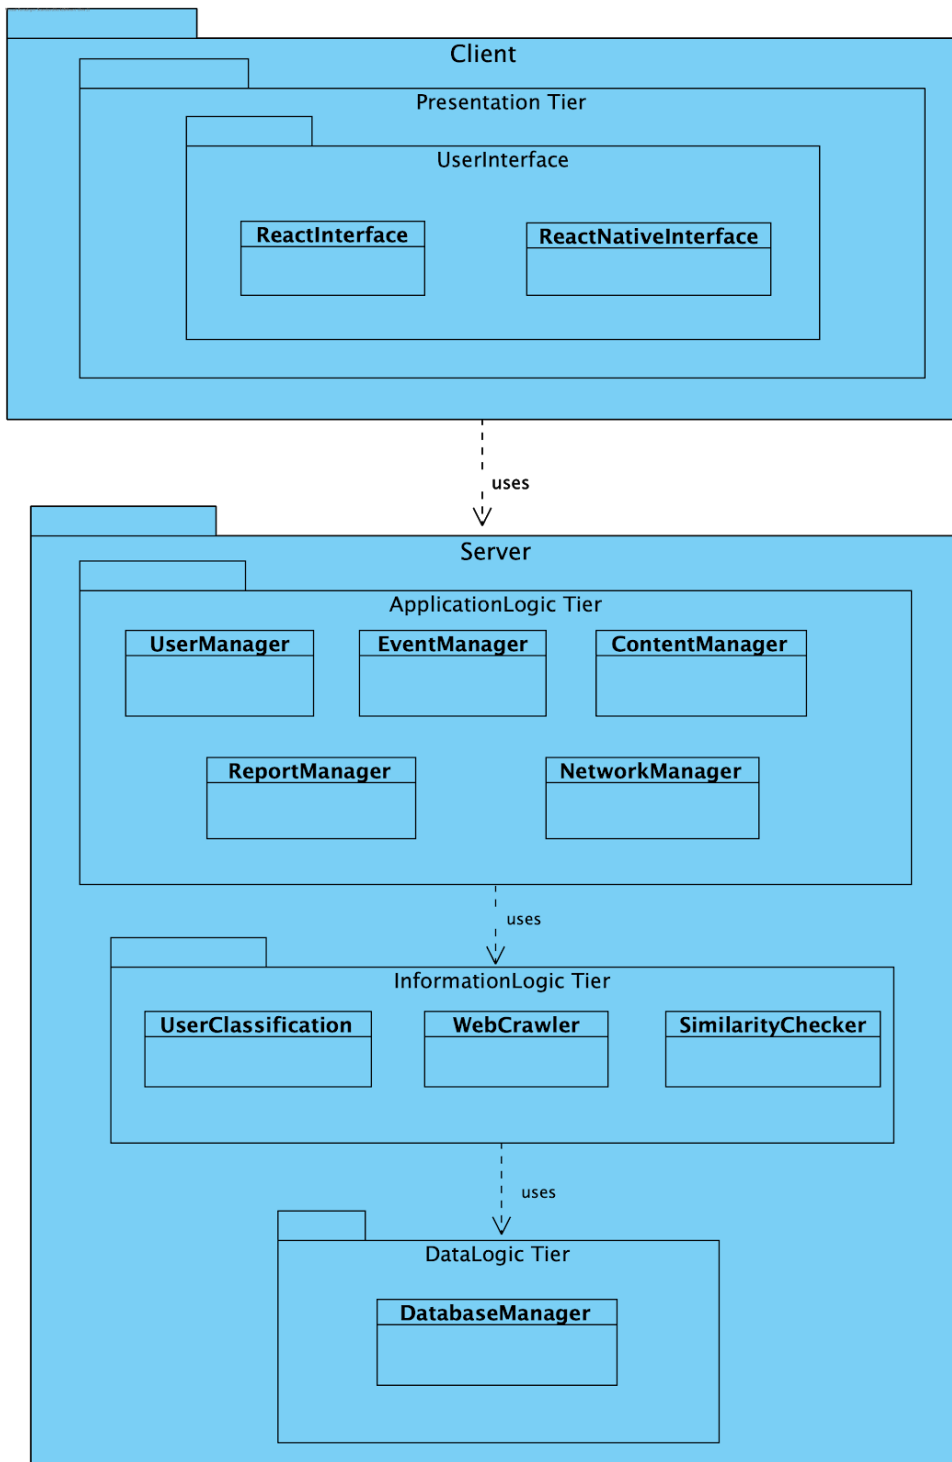 Client
Presentation Tier
UserInterface
ReactInterface
ReactNativeInterface
uses
Server
ApplicationLogic Tier
UserManager
EventManager
ContentManager
ReportManager
NetworkManager
uses
InformationLogic Tier
UserClassification
WebCrawler
SimilarityChecker
uses
DataLogic Tier
DatabaseManager